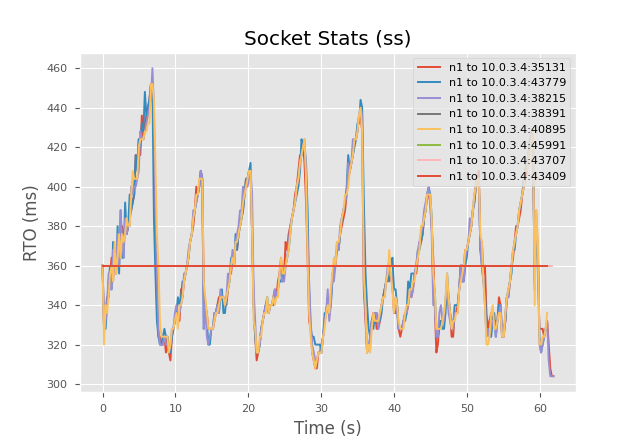 Socket Stats (ss)
n1 to 10.0.3.4:35131
n1 to 10.0.3.4:43779
n1 to 10.0.3.4:38215
n1 to 10.0.3.4:38391
n1 to 10.0.3.4:40895
n1 to 10.0.3.4:45991
n1 to 10.0.3.4:43707
n1 to 10.0.3.4:43409
RTO (ms)
460
440
420
400
380
360
340
320
300
0 10 20 30 40 50 60
Time (s)